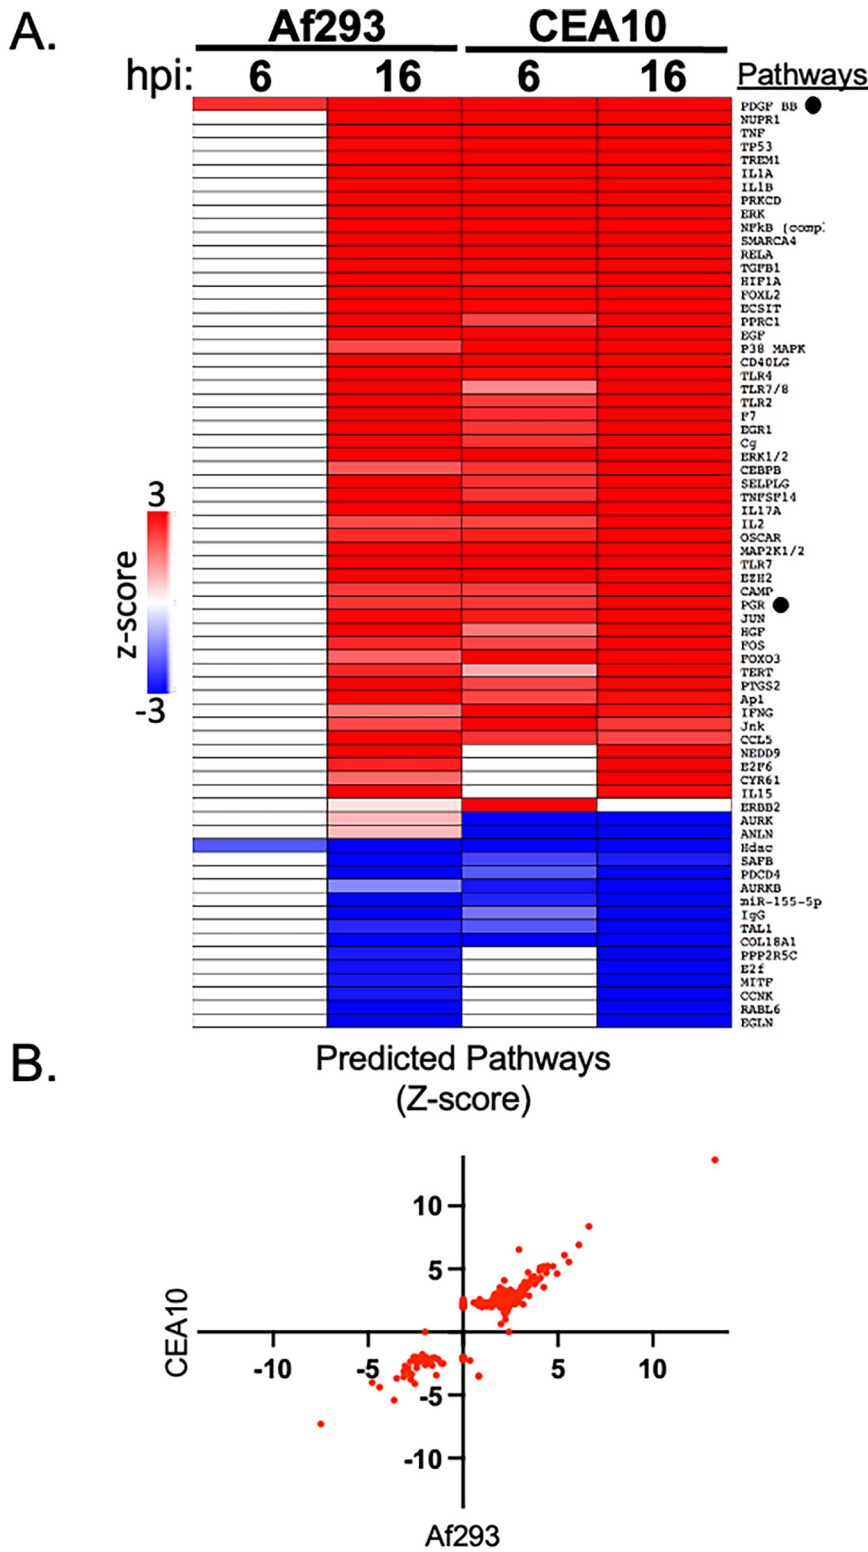 A.
Af293 CEA10
hpi: 6 16 6 16 Pathways
PDGF BB
NUPR1
TNF
TP53
TREM1
IL1A
IL1B
PRKCD
ERK
NFkB (comp
SMARCA4
RELA
TGFB1
HIF1A
FOXL2
ECSIT
PPRC1
EGF
P38 MAPK
CD40LG
TLR4
TLR7/8
TLR2
F7
EGR1
Cg
ERK1/2
CEBPB
SELPLG
TNFSF14
IL17A
IL2
OSCAR
MAP2K1/2
TLR7
EZH2
CAMP
PGR
JUN
HGF
FOS
FOXO3
TERT
PTGS2
Ap1
IFNG
Jnk
CCL5
NEDD9
E2F6
CYR61
IL15
ERBB2
AURK
ANLN
Hdac
SAFB
PDCD4
AURKB
miR-155-5p
IgG
TAL1
COL18A1
PPP2R5C
E2f
MITF
CCNK
RABL6
EGLN
3
z-score
-3
B.
Predicted Pathways
(Z-score)
10
5
CEA10
-10 -5 5 10
-5
-10
Af293